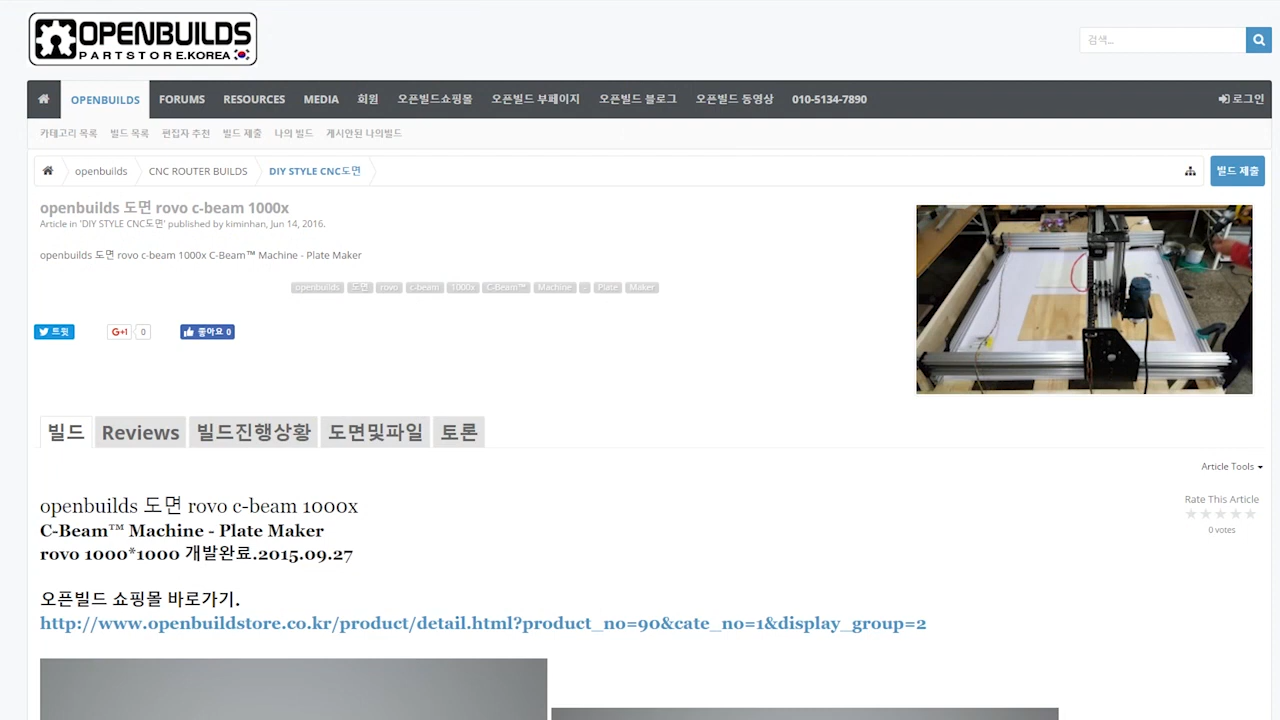 OPENBUILDS
PARTSTORE.KOREA
검색...
OPENBUILDS FORUMS RESOURCES MEDIA 회원 오픈빌드쇼핑몰 오픈빌드 부페이지 오픈빌드 블로그 오픈빌드 동영상 010-5134-7890 로그인
카테고리 목록 빌드 목록 편집자 추천 빌드 제출 나의 빌드 게시안된 나의빌드
openbuilds CNC ROUTER BUILDS DIY STYLE CNC도면 빌드 제출
openbuilds 도면 rovo c-beam 1000x
Article in 'DIY STYLE CNC도면' published by kiminhan, Jun 14, 2016.
openbuilds 도면 rovo c-beam 1000x C-Beam™ Machine - Plate Maker
openbuilds 도면 rovo c-beam 1000x C-Beam™ Machine - Plate Maker
트윗 G+1 0 좋아요 0
빌드 Reviews 빌드진행상황 도면및파일 토론
Article Tools
Rate This Article
0 votes
openbuilds 도면 rovo c-beam 1000x
C-Beam™ Machine - Plate Maker
rovo 1000*1000 개발완료.2015.09.27
오픈빌드 쇼핑몰 바로가기.
http://www.openbuildstore.co.kr/product/detail.html?product_no=90&cate_no=1&display_group=2